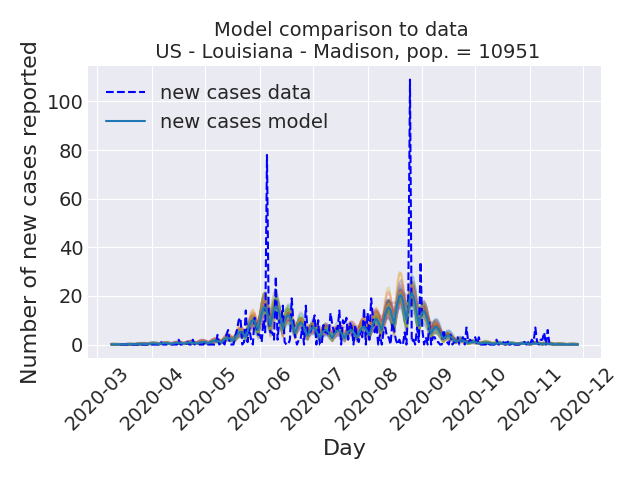 Model comparison to data
US - Louisiana - Madison, pop. = 10951
Number of new cases reported
100
80
60
40
20
0
new cases data
new cases model
2020-03
2020-04
2020-05
2020-06
2020-07
2020-08
2020-09
2020-10
2020-11
2020-12
Day